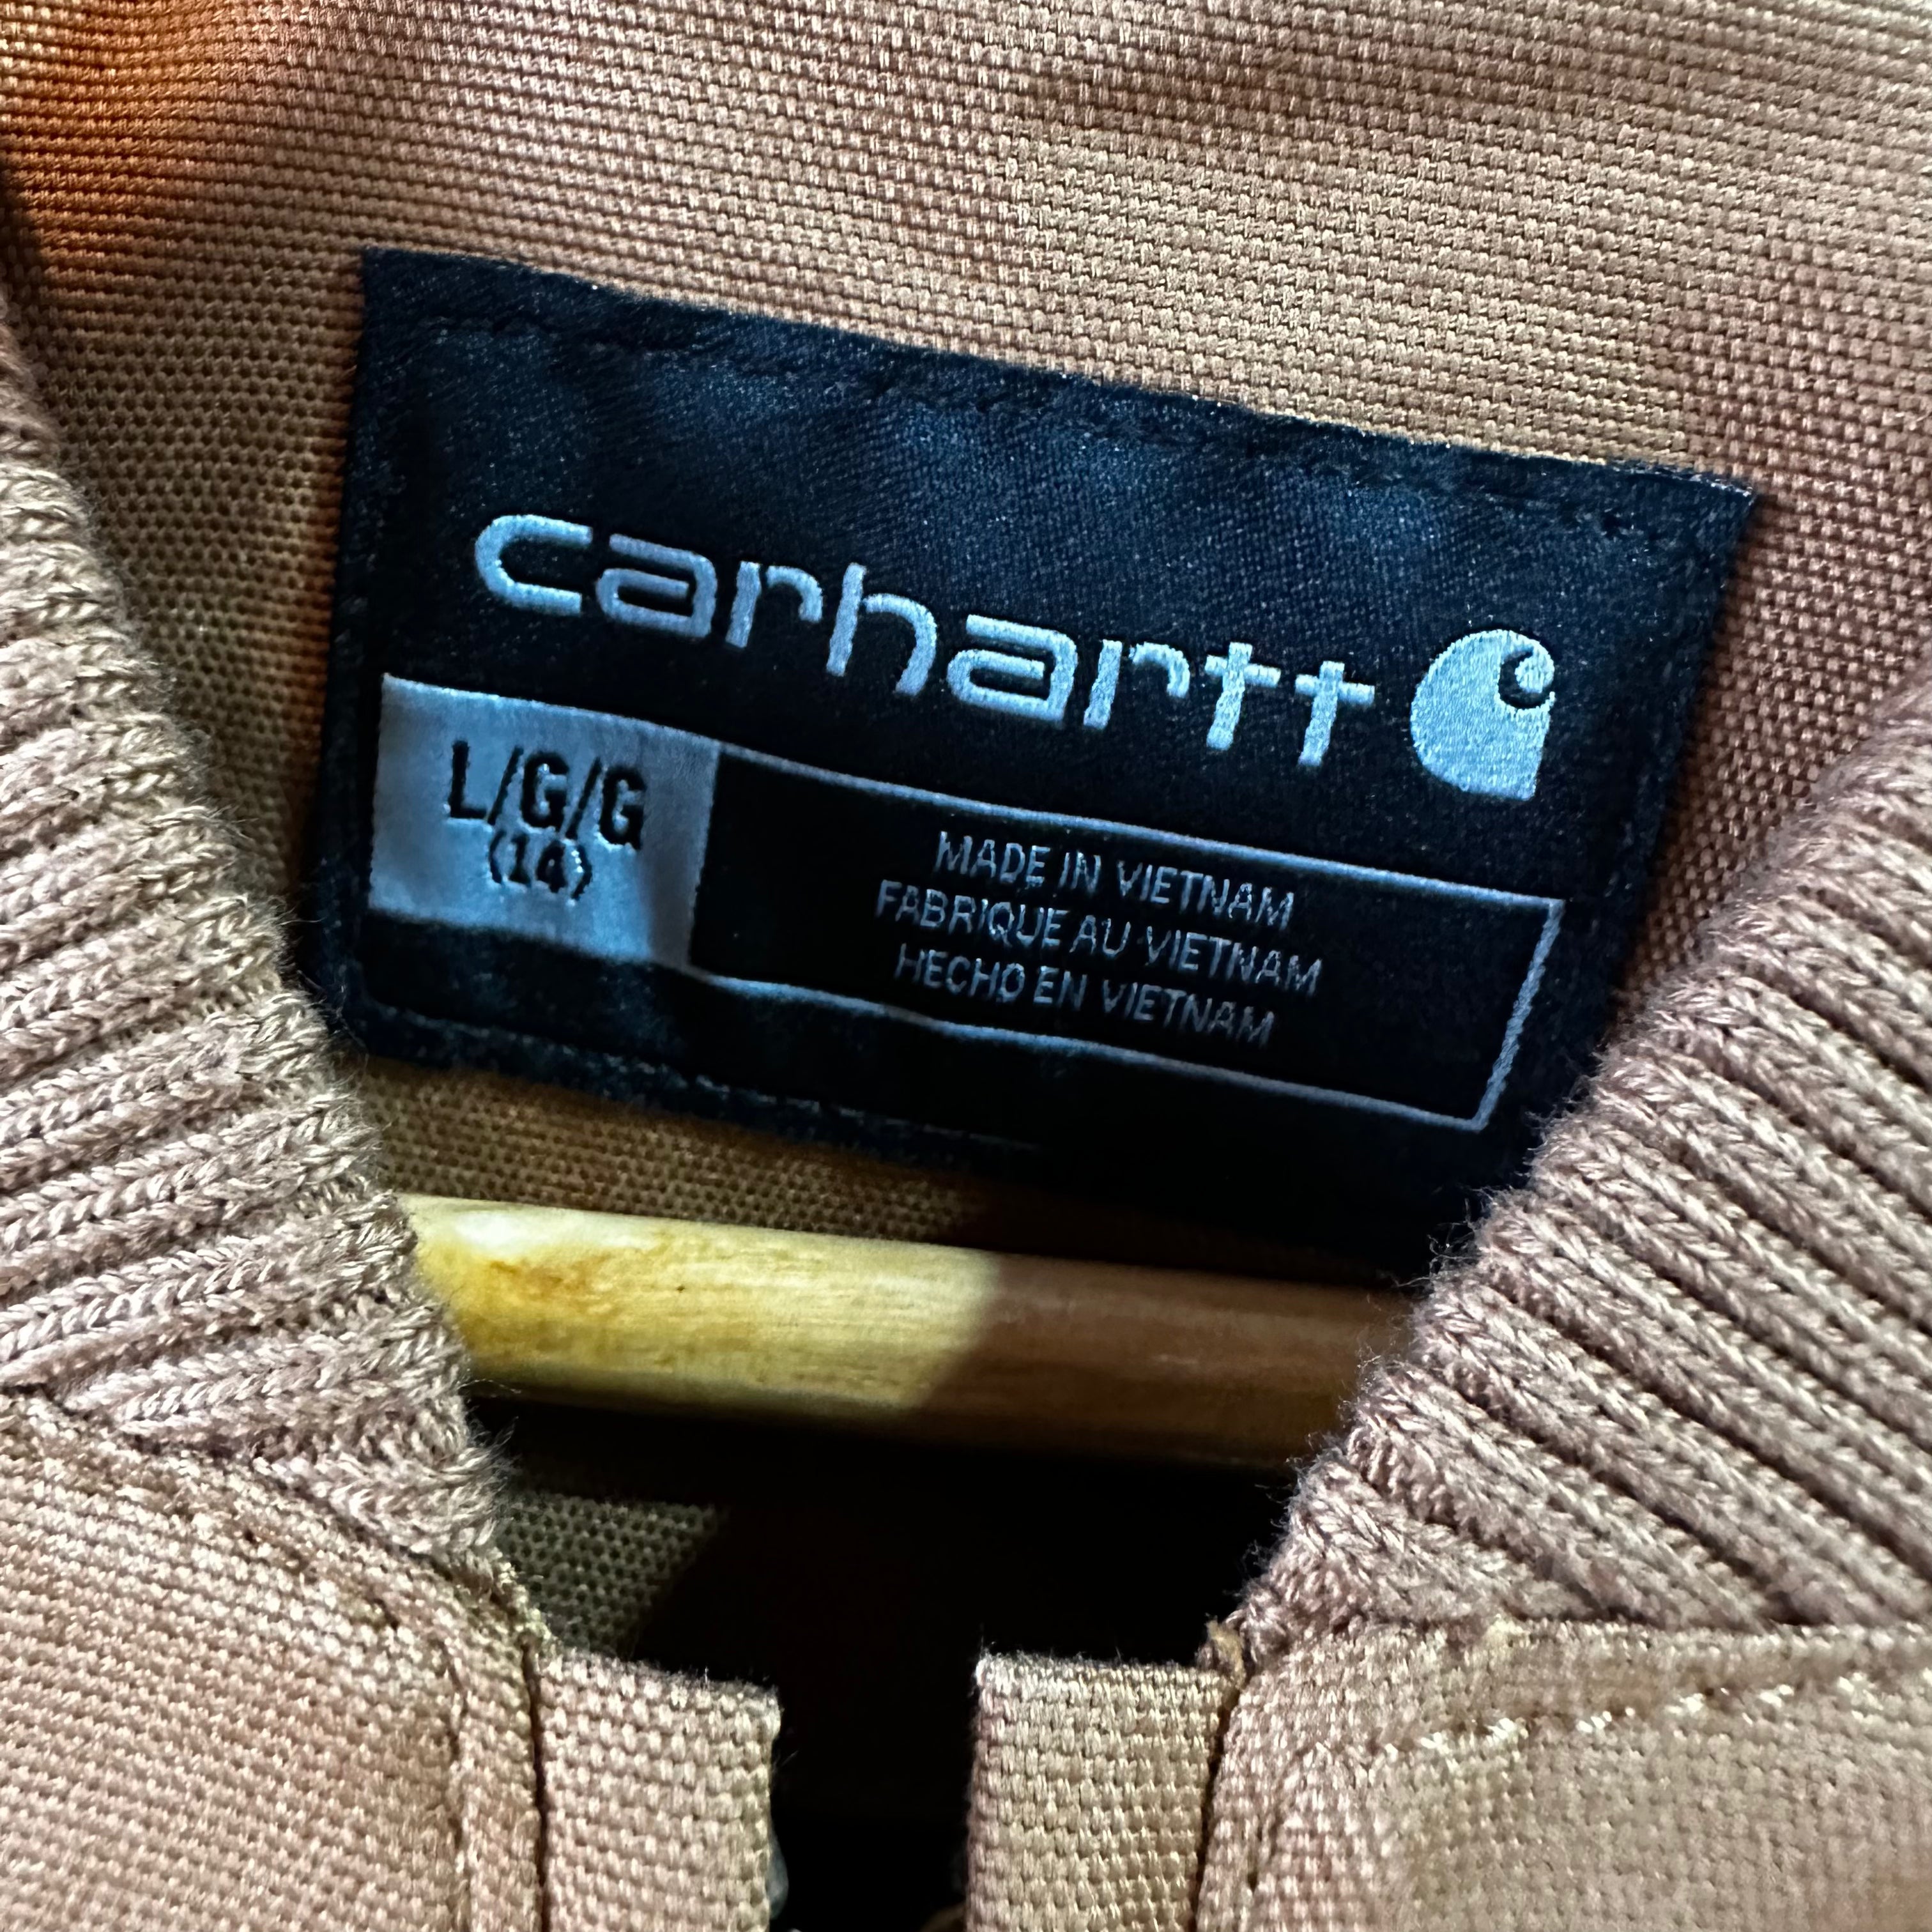 carhartt
L/G/G
(14)
MADE IN VIETNAM
FABRIQUE AU VIETNAM
HECHO EN VIETNAM